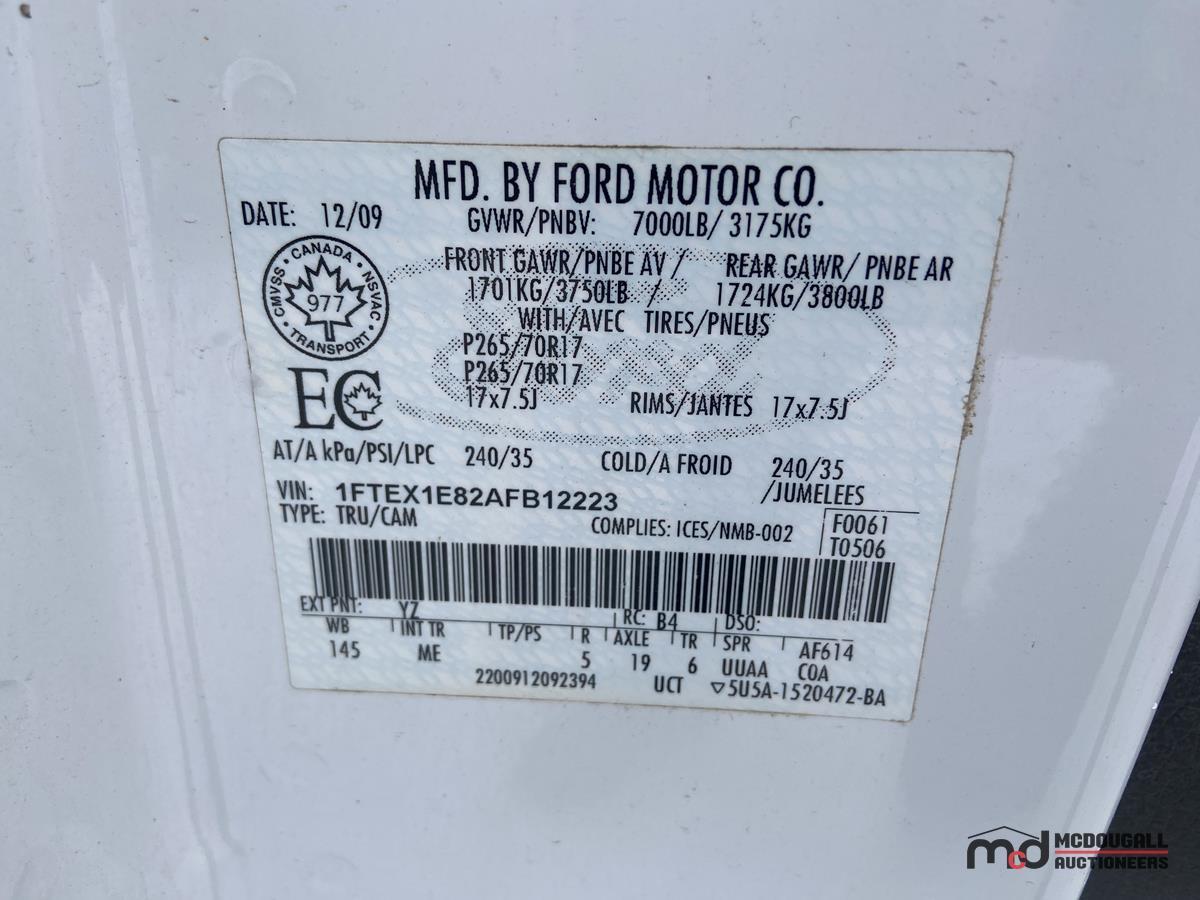 MFD. BY FORD MOTOR CO.
DATE: 12/09 GVWR/PNBV: 7000LB/ 3175KG
CMVSS · CANADA · NSVAC · TRANSPORT
977
FRONT GAWR/PNBE AV / REAR GAWR/ PNBE AR
1701KG/3750LB / 1724KG/3800LB
WITH/AVEC TIRES/PNEUS
P265/70R17
P265/70R17
EC
17x7.5J RIMS/JANTES 17x7.5J
AT/A kPa/PSI/LPC 240/35 COLD/A FROID 240/35
/JUMELEES
VIN: 1FTEX1E82AFB12223
TYPE: TRU/CAM COMPLIES: ICES/NMB-002
F0061
T0506
EXT PNT: YZ RC: B4 DSO:
WB INT TR TP/PS R AXLE TR SPR AF614
145 ME 5 19 6 UUAA COA
2200912092394 UCT ▽5U5A-1520472-BA
mcd MCDOUGALL
AUCTIONEERS